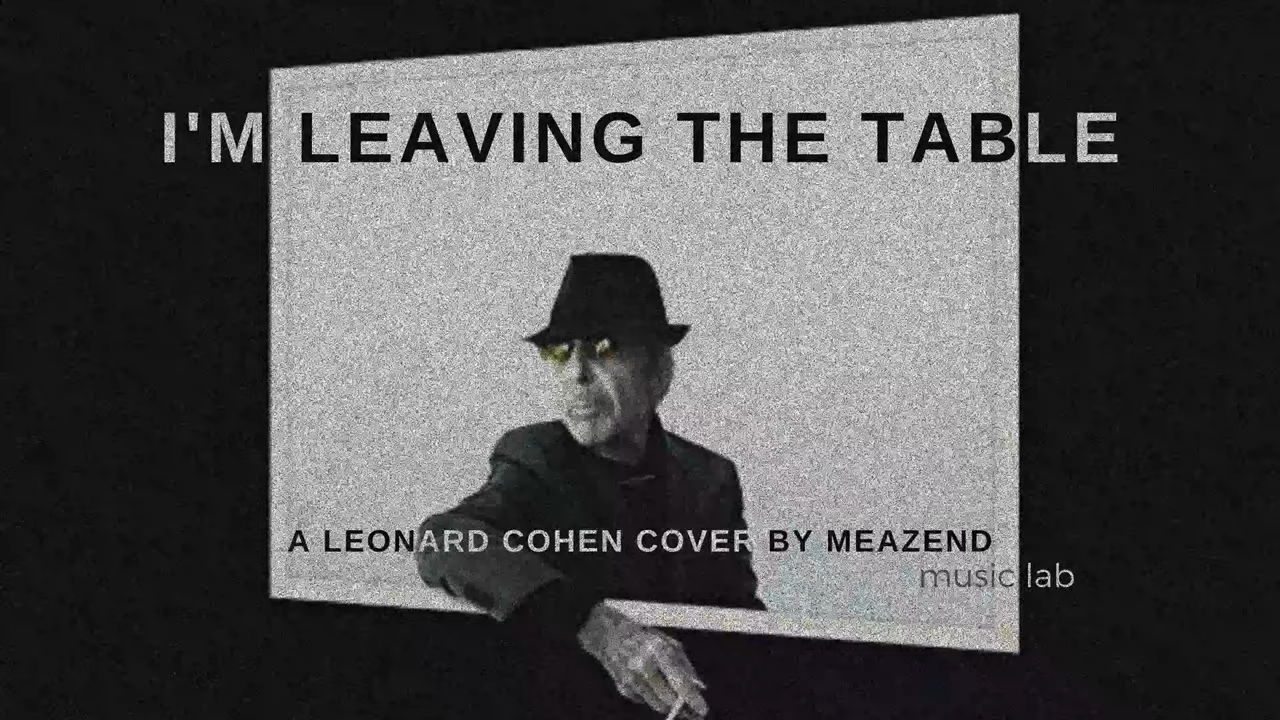 I'M LEAVING THE TABLE
A LEONARD COHEN COVER BY MEAZEND
music lab